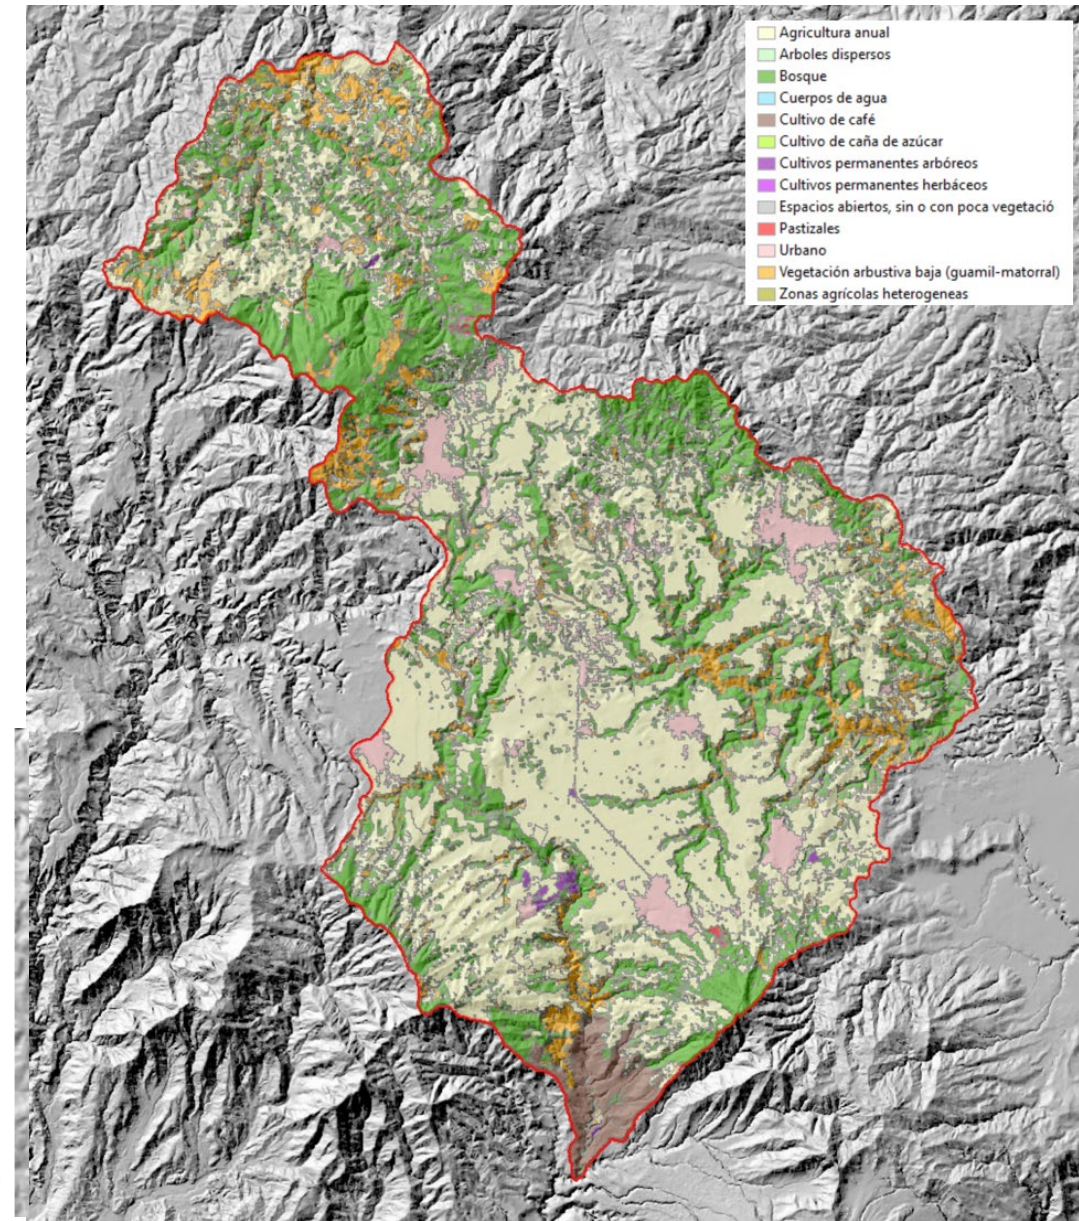 Agricultura anual
Arboles dispersos
Bosque
Cuerpos de agua
Cultivo de café
Cultivo de caña de azúcar
Cultivos permanentes arbóreos
Cultivos permanentes herbáceos
Espacios abiertos, sin o con poca vegetació
Pastizales
Urbano
Vegetación arbustiva baja (guamil-matorral)
Zonas agrícolas heterogeneas